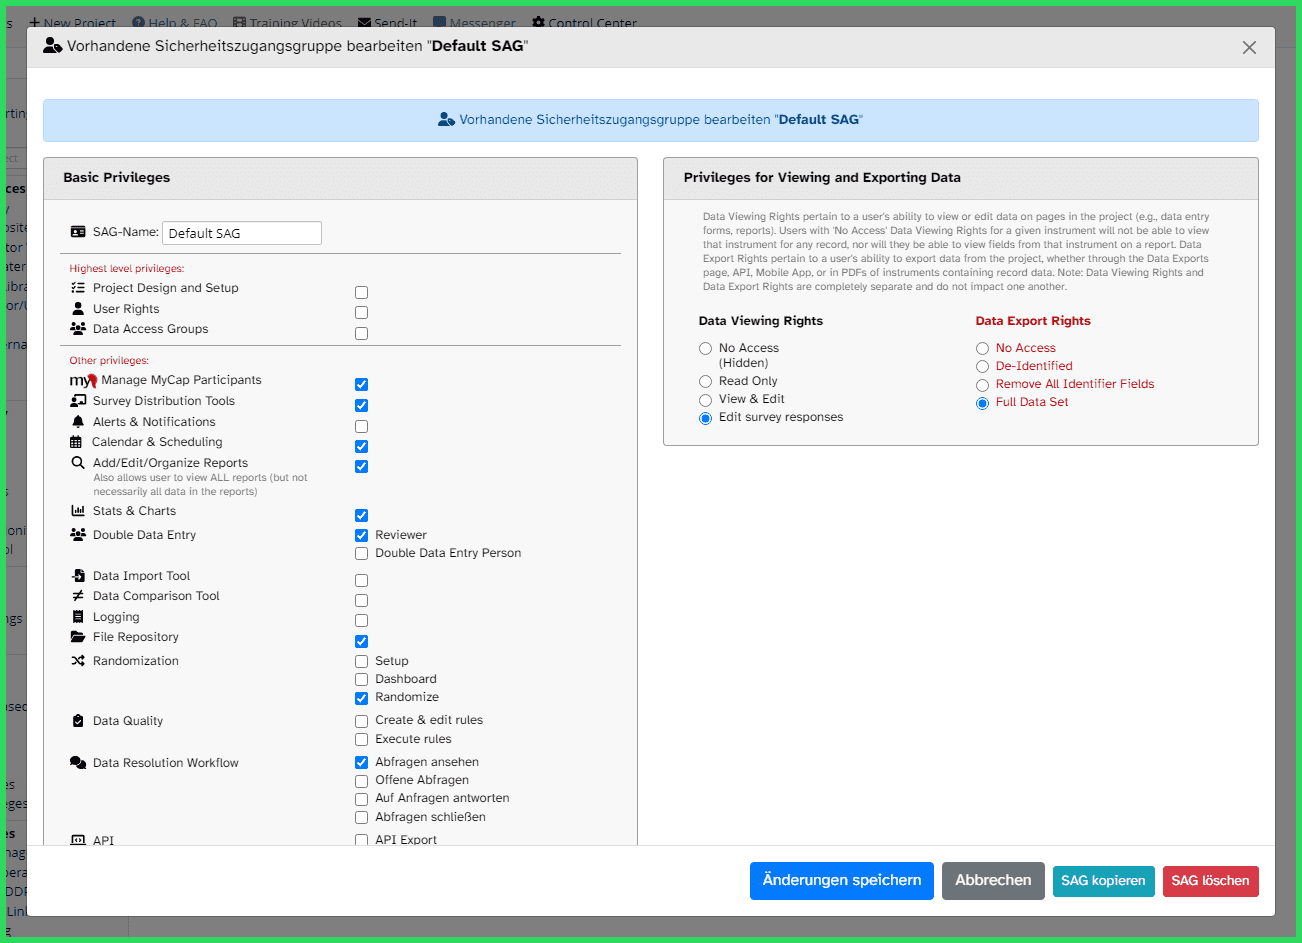 New Project
Help & FAQ
Training Videos
Send-It
Messenger
Control Center
Vorhandene Sicherheitszugangsgruppe bearbeiten "Default SAG"
Vorhandene Sicherheitszugangsgruppe bearbeiten "Default SAG"
Basic Privileges
SAG-Name: Default SAG
Highest level privileges:
Project Design and Setup
User Rights
Data Access Groups
Other privileges:
my Manage MyCap Participants
Survey Distribution Tools
Alerts & Notifications
Calendar & Scheduling
Add/Edit/Organize Reports
Also allows user to view ALL reports (but not
necessarily all data in the reports)
Stats & Charts
Double Data Entry
Reviewer
Double Data Entry Person
Data Import Tool
Data Comparison Tool
Logging
File Repository
Randomization
Setup
Dashboard
Randomize
Data Quality
Create & edit rules
Execute rules
Data Resolution Workflow
Abfragen ansehen
Offene Abfragen
Auf Anfragen antworten
Abfragen schließen
API
API Export
Privileges for Viewing and Exporting Data
Data Viewing Rights pertain to a user's ability to view or edit data on pages in the project (e.g., data entry
forms, reports). Users with 'No Access' Data Viewing Rights for a given instrument will not be able to view
that instrument for any record, nor will they be able to view fields from that instrument on a report. Data
Export Rights pertain to a user's ability to export data from the project, whether through the Data Exports
page, API, Mobile App, or in PDFs of instruments containing record data. Note: Data Viewing Rights and
Data Export Rights are completely separate and do not impact one another.
Data Viewing Rights
No Access
(Hidden)
Read Only
View & Edit
Edit survey responses
Data Export Rights
No Access
De-Identified
Remove All Identifier Fields
Full Data Set
Änderungen speichern
Abbrechen
SAG kopieren
SAG löschen